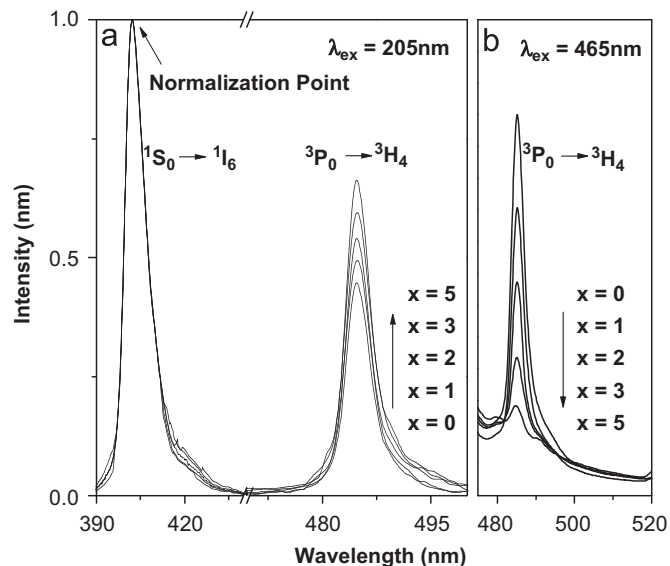 a
λex = 205nm
b
λex = 465nm
Normalization Point
¹S₀ → ¹I₆
³P₀ → ³H₄
³P₀ → ³H₄
x = 5
x = 3
x = 2
x = 1
x = 0
x = 0
x = 1
x = 2
x = 3
x = 5
Intensity (nm)
1.0
0.5
0.0
390
420
480
495
480
500
520
Wavelength (nm)